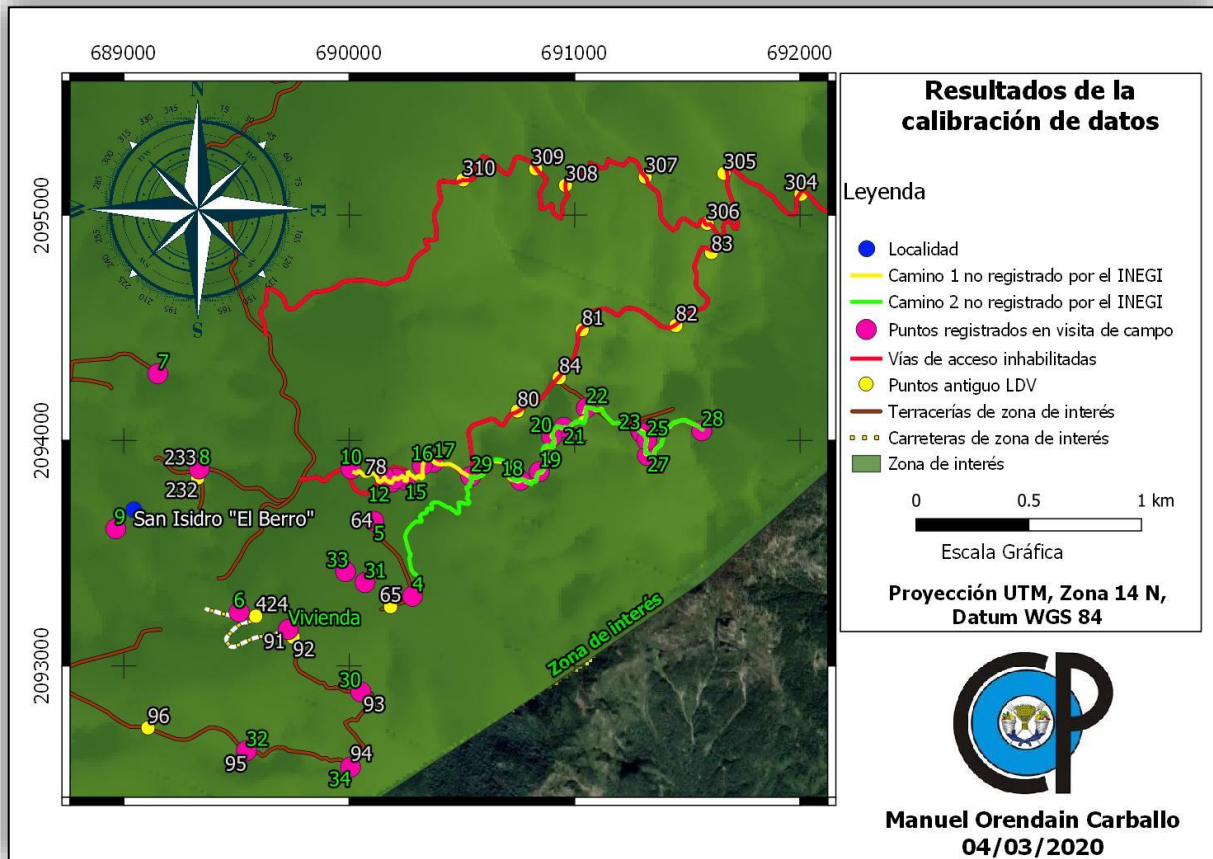 689000 690000 691000 692000
2095000
2094000
2093000
N
E
S
W
310
309
308
307
305
304
306
83
81
82
84
80
7
22
20
21
23
25
28
27
10
78
16
17
12
15
29
18
19
233
8
232
9
San Isidro "El Berro"
64
5
33
31
4
65
6
424
Vivienda
91
92
30
93
96
32
95
94
34
Zona de interés
Resultados de la
calibración de datos
Leyenda
Localidad
Camino 1 no registrado por el INEGI
Camino 2 no registrado por el INEGI
Puntos registrados en visita de campo
Vías de acceso inhabilitadas
Puntos antiguo LDV
Terracerías de zona de interés
Carreteras de zona de interés
Zona de interés
0 0.5 1 km
Escala Gráfica
Proyección UTM, Zona 14 N,
Datum WGS 84
CP
Manuel Orendain Carballo
04/03/2020